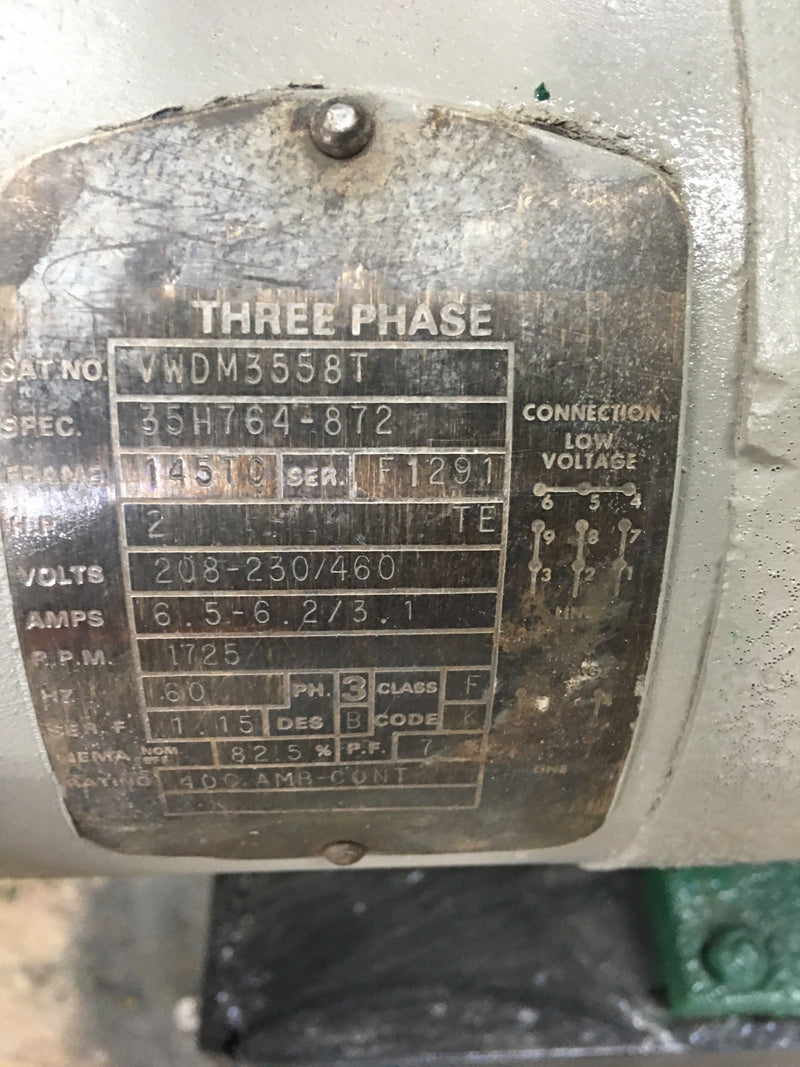 THREE PHASE
CAT NO. VWDM3558T
SPEC. 35H764-872
FRAME 145TC SER. F1291
H.P. 2 TE
VOLTS 208-230/460
AMPS 6.5-6.2/3.1
R.P.M. 1725
HZ 60 PH. 3 CLASS F
SER.F. 1.15 DES B CODE K
NEMA NOM EFF 82.5 % P.F. 7 %
RATING 40C AMB-CONT
CONNECTION
LOW
VOLTAGE
6 5 4
9 8 7
3 2 1
LINE
LINE